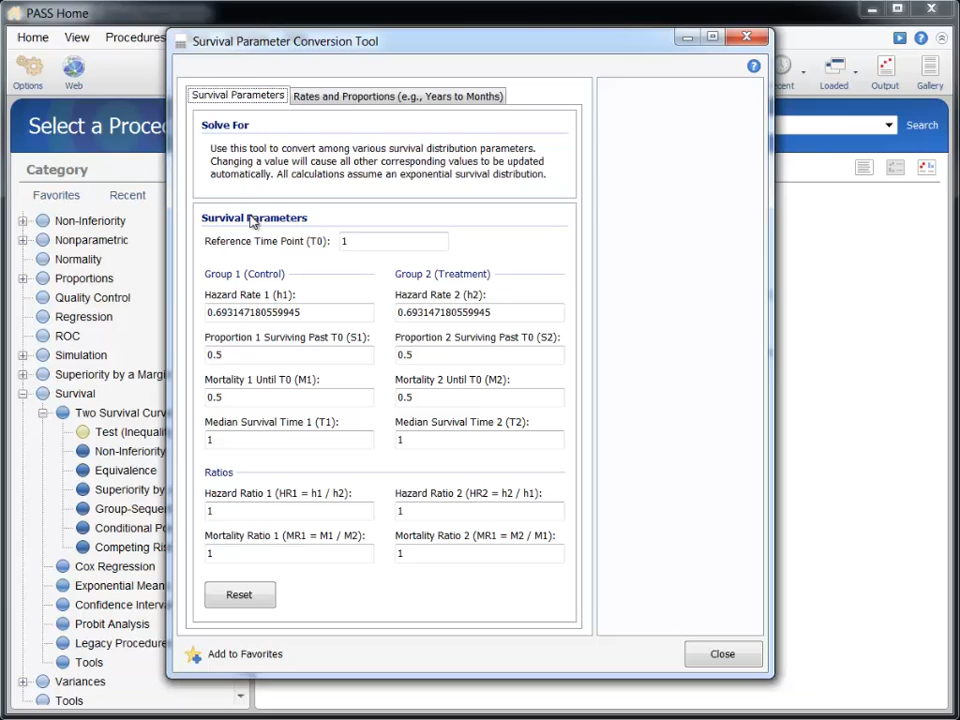 PASS Home
Home View Procedures
Options Web
Loaded Output Gallery
Select a Proce
Search
Category
Favorites Recent
Non-Inferiority
Nonparametric
Normality
Proportions
Quality Control
Regression
ROC
Simulation
Superiority by a Margi
Survival
Two Survival Curv
Test (Inequali
Non-Inferiority
Equivalence
Superiority by
Group-Sequen
Conditional Po
Competing Ris
Cox Regression
Exponential Mean
Confidence Interva
Probit Analysis
Legacy Procedure
Tools
Variances
Tools
Survival Parameter Conversion Tool
Survival Parameters Rates and Proportions (e.g., Years to Months)
Solve For
Use this tool to convert among various survival distribution parameters.
Changing a value will cause all other corresponding values to be updated
automatically. All calculations assume an exponential survival distribution.
Survival Parameters
Reference Time Point (T0): 1
Group 1 (Control) Group 2 (Treatment)
Hazard Rate 1 (h1): Hazard Rate 2 (h2):
0.693147180559945 0.693147180559945
Proportion 1 Surviving Past T0 (S1): Proportion 2 Surviving Past T0 (S2):
0.5 0.5
Mortality 1 Until T0 (M1): Mortality 2 Until T0 (M2):
0.5 0.5
Median Survival Time 1 (T1): Median Survival Time 2 (T2):
1 1
Ratios
Hazard Ratio 1 (HR1 = h1 / h2): Hazard Ratio 2 (HR2 = h2 / h1):
1 1
Mortality Ratio 1 (MR1 = M1 / M2): Mortality Ratio 2 (MR1 = M2 / M1):
1 1
Reset
Add to Favorites Close